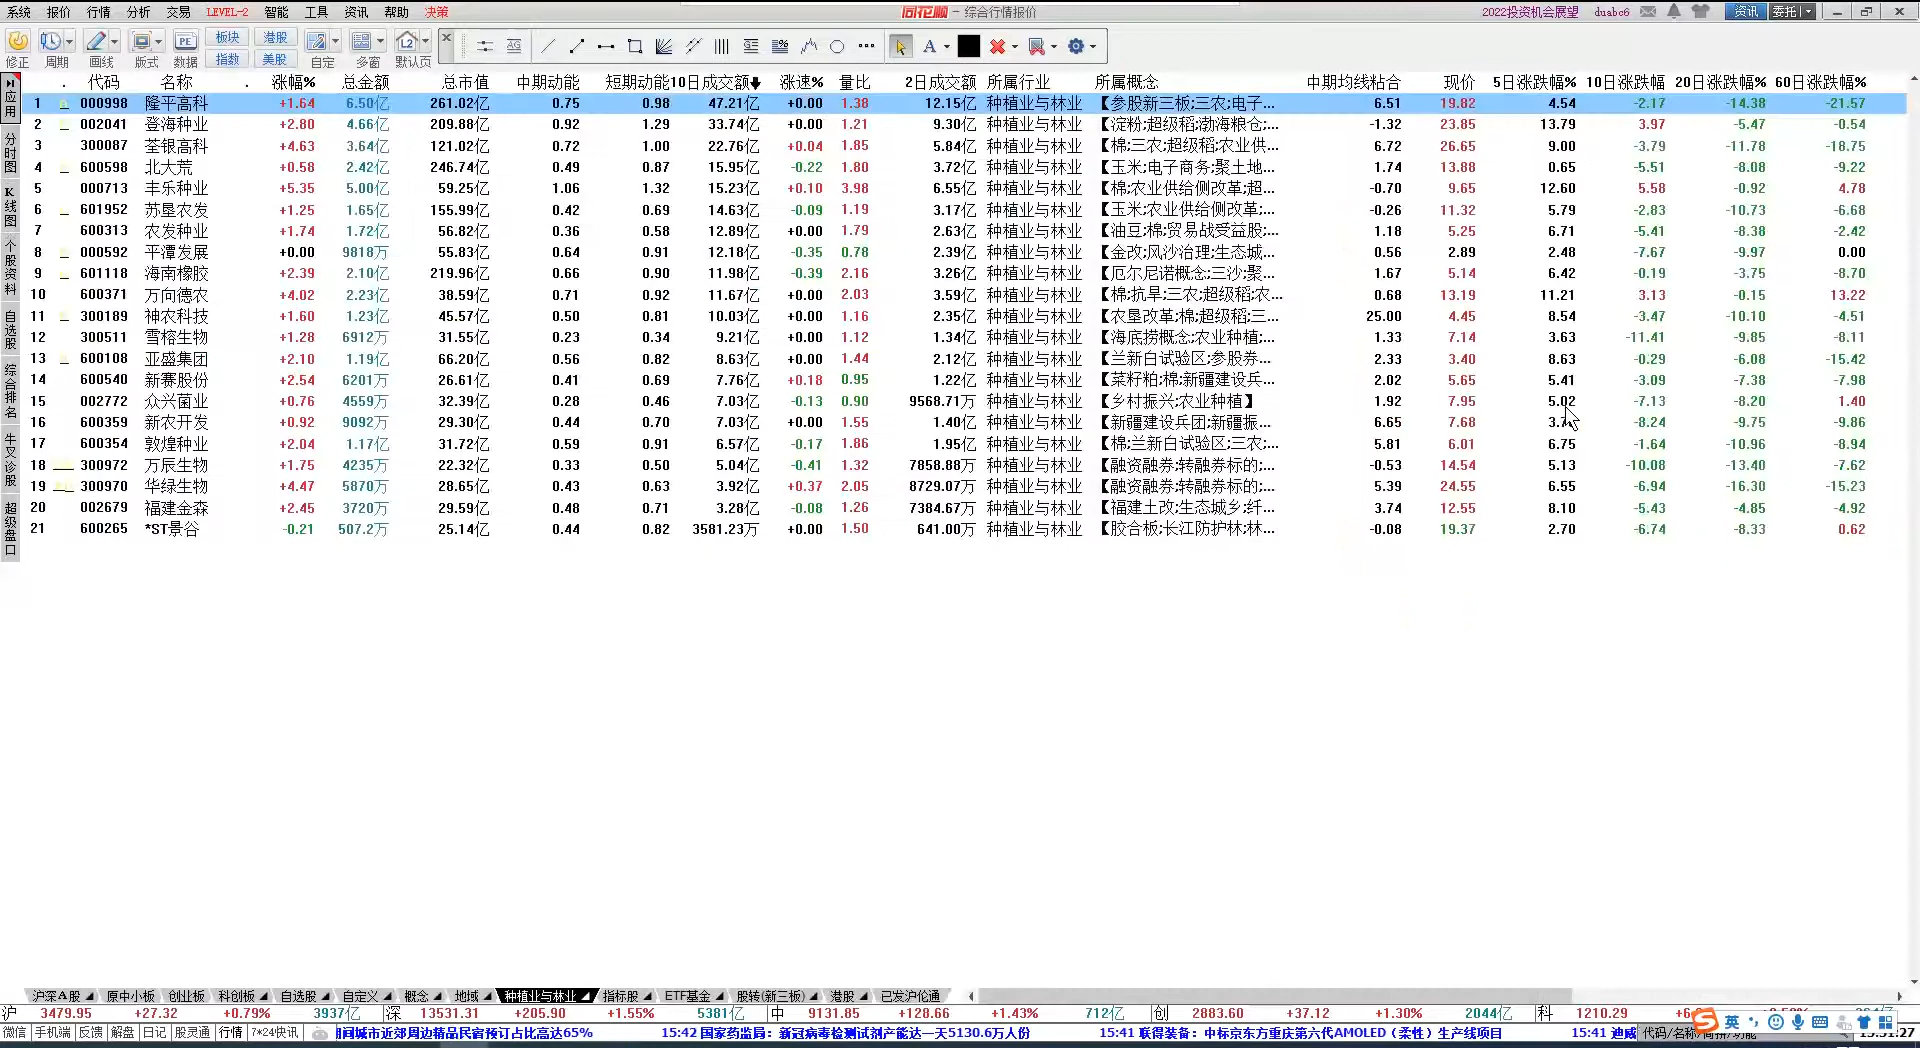 系统 报价 行情 分析 交易 LEVEL-2 智能 工具 资讯 帮助 决策 同花顺 - 综合行情报价 2022投资机会展望 duabc6 资讯 委托
修正 周期 画线 版式 数据 板块 指数 港股 美股 自定 多窗 默认页
代码 名称 涨幅% 总金额 总市值 中期动能 短期动能 10日成交额 涨速% 量比 2日成交额 所属行业 所属概念 中期均线粘合 现价 5日涨跌幅% 10日涨跌幅 20日涨跌幅% 60日涨跌幅%
1 000998 隆平高科 +1.64 6.50亿 261.02亿 0.75 0.98 47.21亿 +0.00 1.38 12.15亿 种植业与林业 【参股新三板;三农;电子... 6.51 19.82 4.54 -2.17 -14.38 -21.57
2 002041 登海种业 +2.80 4.66亿 209.88亿 0.92 1.29 33.74亿 +0.00 1.21 9.30亿 种植业与林业 【淀粉;超级稻;渤海粮仓;... -1.32 23.85 13.79 3.97 -5.47 -0.54
3 300087 荃银高科 +4.63 3.64亿 121.02亿 0.72 1.00 22.76亿 +0.04 1.85 5.84亿 种植业与林业 【棉;三农;超级稻;农业供... 6.72 26.65 9.00 -3.79 -11.78 -18.75
4 600598 北大荒 +0.58 2.42亿 246.74亿 0.49 0.87 15.95亿 -0.22 1.80 3.72亿 种植业与林业 【玉米;电子商务;聚土地... 1.74 13.88 0.65 -5.51 -8.08 -9.22
5 000713 丰乐种业 +5.35 5.00亿 59.25亿 1.06 1.32 15.23亿 +0.10 3.98 6.55亿 种植业与林业 【棉;农业供给侧改革;超... -0.70 9.65 12.60 5.58 -0.92 4.78
6 601952 苏垦农发 +1.25 1.65亿 155.99亿 0.42 0.69 14.63亿 -0.09 1.19 3.17亿 种植业与林业 【玉米;农业供给侧改革;... -0.26 11.32 5.79 -2.83 -10.73 -6.68
7 600313 农发种业 +1.74 1.72亿 56.82亿 0.36 0.58 12.89亿 +0.00 1.79 2.63亿 种植业与林业 【油豆;棉;贸易战受益股;... 1.18 5.25 6.71 -5.41 -8.38 -2.42
8 000592 平潭发展 +0.00 9818万 55.83亿 0.64 0.91 12.18亿 -0.35 0.78 2.39亿 种植业与林业 【金改;风沙治理;生态城... 0.56 2.89 2.48 -7.67 -9.97 0.00
9 601118 海南橡胶 +2.39 2.10亿 219.96亿 0.66 0.90 11.98亿 -0.39 2.16 3.26亿 种植业与林业 【厄尔尼诺概念;三沙;聚... 1.67 5.14 6.42 -0.19 -3.75 -8.70
10 600371 万向德农 +4.02 2.23亿 38.59亿 0.71 0.92 11.67亿 +0.00 2.03 3.59亿 种植业与林业 【棉;抗旱;三农;超级稻;农... 0.68 13.19 11.21 3.13 -0.15 13.22
11 300189 神农科技 +1.60 1.23亿 45.57亿 0.50 0.81 10.03亿 +0.00 1.16 2.35亿 种植业与林业 【农垦改革;棉;超级稻;三... 25.00 4.45 8.54 -3.47 -10.10 -4.51
12 300511 雪榕生物 +1.28 6912万 31.55亿 0.23 0.34 9.21亿 +0.00 1.12 1.34亿 种植业与林业 【海底捞概念;农业种植;... 1.33 7.14 3.63 -11.41 -9.85 -8.11
13 600108 亚盛集团 +2.10 1.19亿 66.20亿 0.56 0.82 8.63亿 +0.00 1.44 2.12亿 种植业与林业 【兰新白试验区;参股券... 2.33 3.40 8.63 -0.29 -6.08 -15.42
14 600540 新赛股份 +2.54 6201万 26.61亿 0.41 0.69 7.76亿 +0.18 0.95 1.22亿 种植业与林业 【菜籽粕;棉;新疆建设兵... 2.02 5.65 5.41 -3.09 -7.38 -7.98
15 002772 众兴菌业 +0.76 4559万 32.39亿 0.28 0.46 7.03亿 -0.13 0.90 9568.71万 种植业与林业 【乡村振兴;农业种植】 1.92 7.95 5.02 -7.13 -8.20 1.40
16 600359 新农开发 +0.92 9092万 29.30亿 0.44 0.70 7.03亿 +0.00 1.55 1.40亿 种植业与林业 【新疆建设兵团;新疆振... 6.65 7.68 -8.24 -9.75 -9.86
17 600354 敦煌种业 +2.04 1.17亿 31.72亿 0.59 0.91 6.57亿 -0.17 1.86 1.95亿 种植业与林业 【棉;兰新白试验区;三农;... 5.81 6.01 6.75 -1.64 -10.96 -8.94
18 300972 万辰生物 +1.75 4235万 22.32亿 0.33 0.50 5.04亿 -0.41 1.32 7858.88万 种植业与林业 【融资融券;转融券标的;... -0.53 14.54 5.13 -10.08 -13.40 -7.62
19 300970 华绿生物 +4.47 5870万 28.65亿 0.43 0.63 3.92亿 +0.37 2.05 8729.07万 种植业与林业 【融资融券;转融券标的;... 5.39 24.55 6.55 -6.94 -16.30 -15.23
20 002679 福建金森 +2.45 3720万 29.59亿 0.48 0.71 3.28亿 -0.08 1.26 7384.67万 种植业与林业 【福建土改;生态城乡;纤... 3.74 12.55 8.10 -5.43 -4.85 -4.92
21 600265 *ST景谷 -0.21 507.2万 25.14亿 0.44 0.82 3581.23万 +0.00 1.50 641.00万 种植业与林业 【胶合板;长江防护林;林... -0.08 19.37 2.70 -6.74 -8.33 0.62
应用
分时图
K线图
个股资料
自选股
综合排名
牛叉诊股
超级盘口
沪深A股 原中小板 创业板 科创板 自选股 自定义 概念 地域 种植业与林业 指标股 ETF基金 股转(新三板) 港股 已发沪伦通
沪 3479.95 +27.32 +0.79% 3937亿 深 13531.31 +205.90 +1.55% 5381亿 中 9131.85 +128.66 +1.43% 712亿 创 2883.60 +37.12 +1.30% 2044亿 科 1210.29 英
微信 手机端 反馈 解盘 日记 股灵通 行情 7*24快讯 间城市近郊周边精品民宿预订占比高达65% 15:42 国家药监局：新冠病毒检测试剂产能达一天5130.6万人份 15:41 联得装备：中标京东方重庆第六代AMOLED（柔性）生产线项目 15:41 迪威